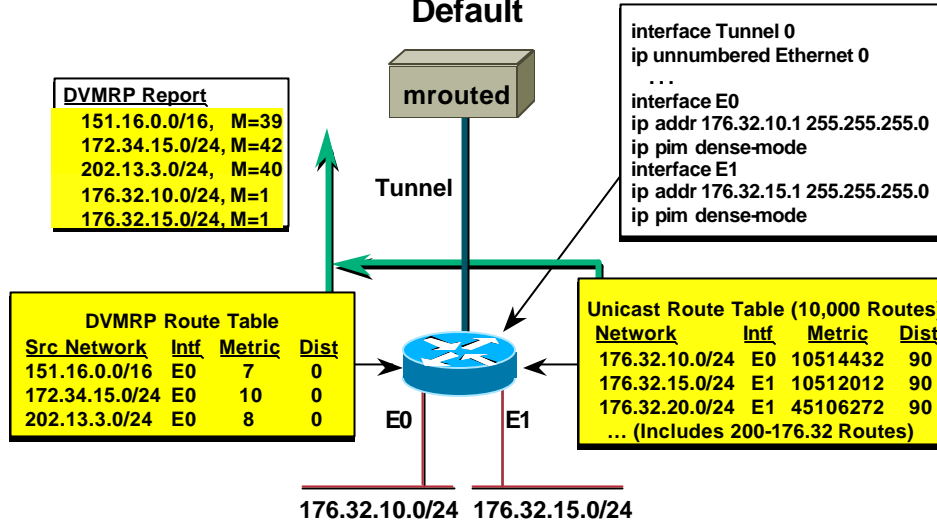 Default
interface Tunnel 0
ip unnumbered Ethernet 0
. . .
interface E0
ip addr 176.32.10.1 255.255.255.0
ip pim dense-mode
interface E1
ip addr 176.32.15.1 255.255.255.0
ip pim dense-mode
DVMRP Report
151.16.0.0/16, M=39
172.34.15.0/24, M=42
202.13.3.0/24, M=40
176.32.10.0/24, M=1
176.32.15.0/24, M=1
mrouted
Tunnel
DVMRP Route Table
Src Network Intf Metric Dist
151.16.0.0/16 E0 7 0
172.34.15.0/24 E0 10 0
202.13.3.0/24 E0 8 0
Unicast Route Table (10,000 Routes)
Network Intf Metric Dist
176.32.10.0/24 E0 10514432 90
176.32.15.0/24 E1 10512012 90
176.32.20.0/24 E1 45106272 90
... (Includes 200-176.32 Routes)
E0 E1
176.32.10.0/24 176.32.15.0/24